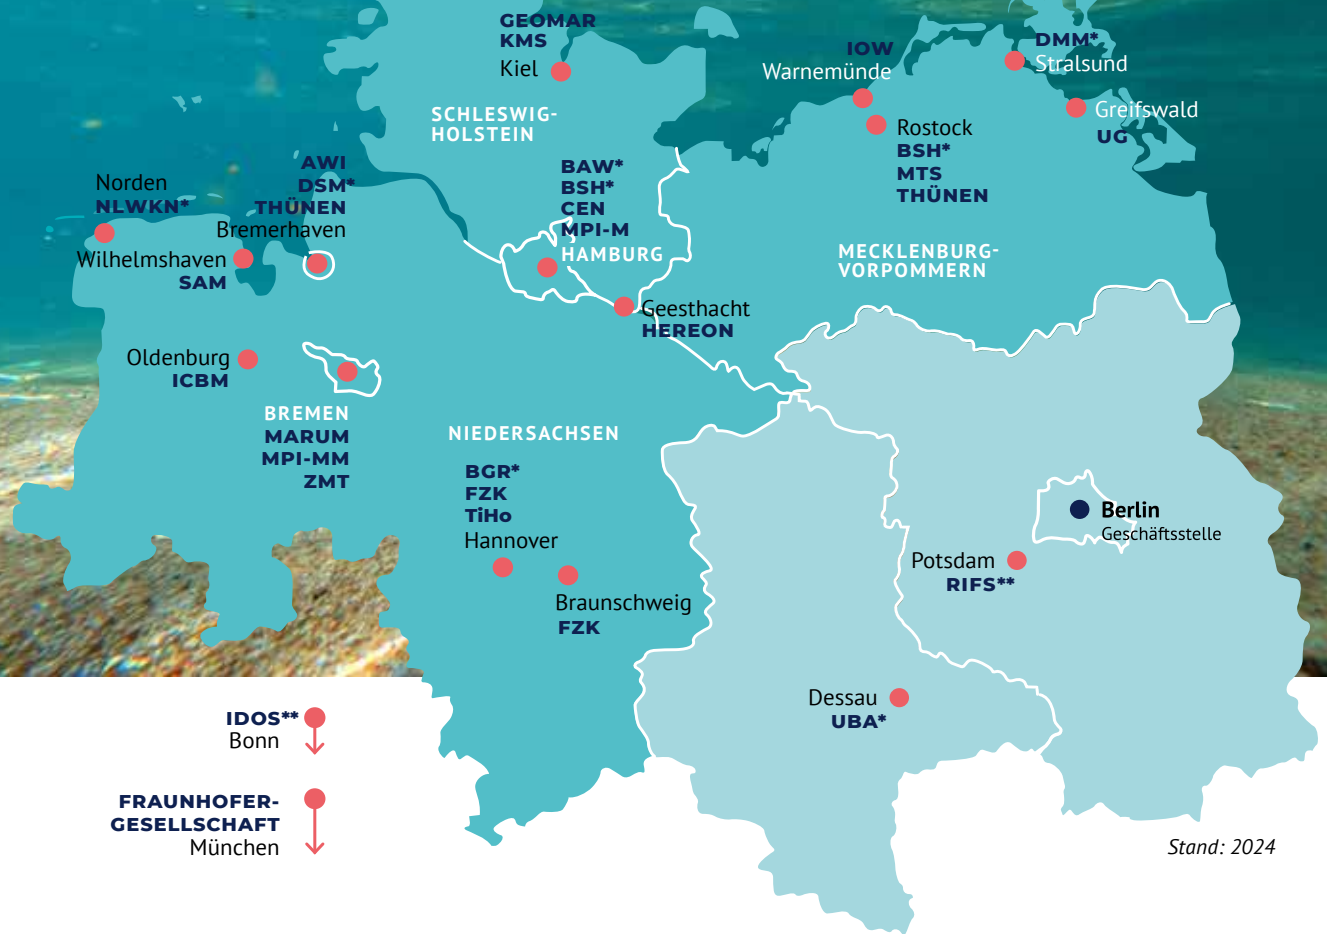 GEOMAR
KMS
Kiel
SCHLESWIG-
HOLSTEIN
IOW
Warnemünde
DMM*
Stralsund
Greifswald
UG
Rostock
BSH*
MTS
THÜNEN
AWI
DSM*
THÜNEN
Bremerhaven
Norden
NLWKN*
Wilhelmshaven
SAM
BAW*
BSH*
CEN
MPI-M
HAMBURG
MECKLENBURG-
VORPOMMERN
Geesthacht
HEREON
Oldenburg
ICBM
BREMEN
MARUM
MPI-MM
ZMT
NIEDERSACHSEN
BGR*
FZK
TiHo
Hannover
Braunschweig
FZK
Berlin
Geschäftsstelle
Potsdam
RIFS**
Dessau
UBA*
IDOS**
Bonn
FRAUNHOFER-
GESELLSCHAFT
München
Stand: 2024